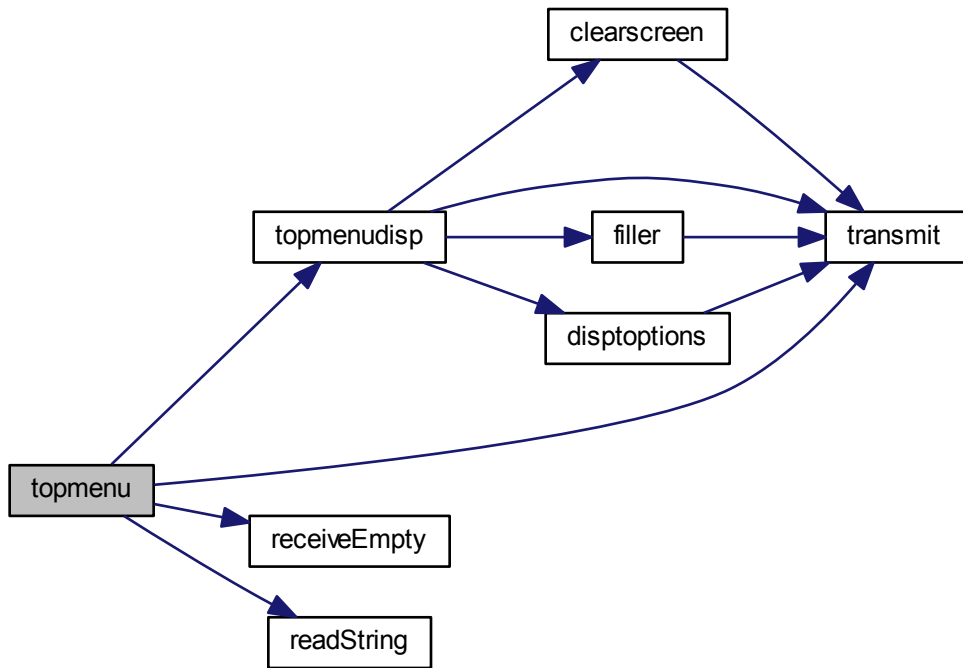 clearscreen
topmenudisp
filler
transmit
disptoptions
topmenu
receiveEmpty
readString